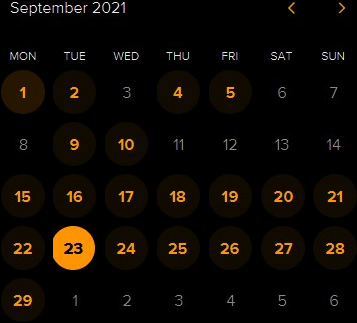 September 2021
MON TUE WED THU FRI SAT SUN
1 2 3 4 5 6 7
8 9 10 11 12 13 14
15 16 17 18 19 20 21
22 23 24 25 26 27 28
29 1 2 3 4 5 6